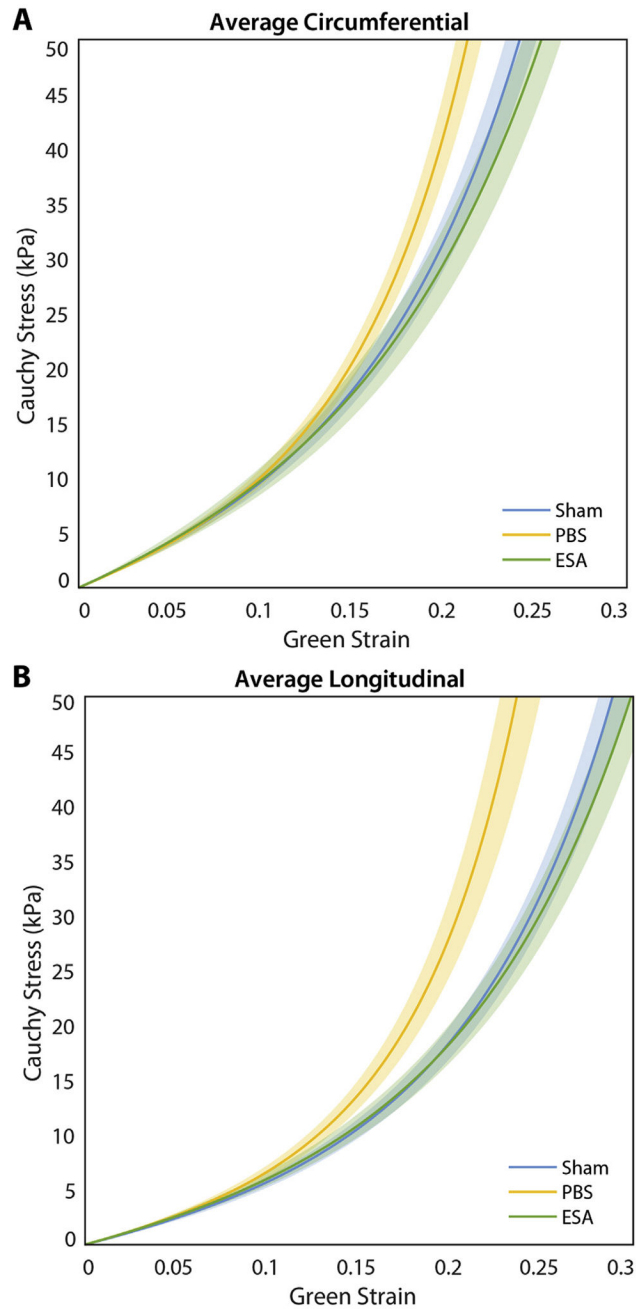 A
Average Circumferential
50
45
40
35
30
25
20
15
10
5
0
Cauchy Stress (kPa)
Sham
PBS
ESA
0 0.05 0.1 0.15 0.2 0.25 0.3
Green Strain
B
Average Longitudinal
50
45
40
35
30
25
20
15
10
5
0
Cauchy Stress (kPa)
Sham
PBS
ESA
0 0.05 0.1 0.15 0.2 0.25 0.3
Green Strain